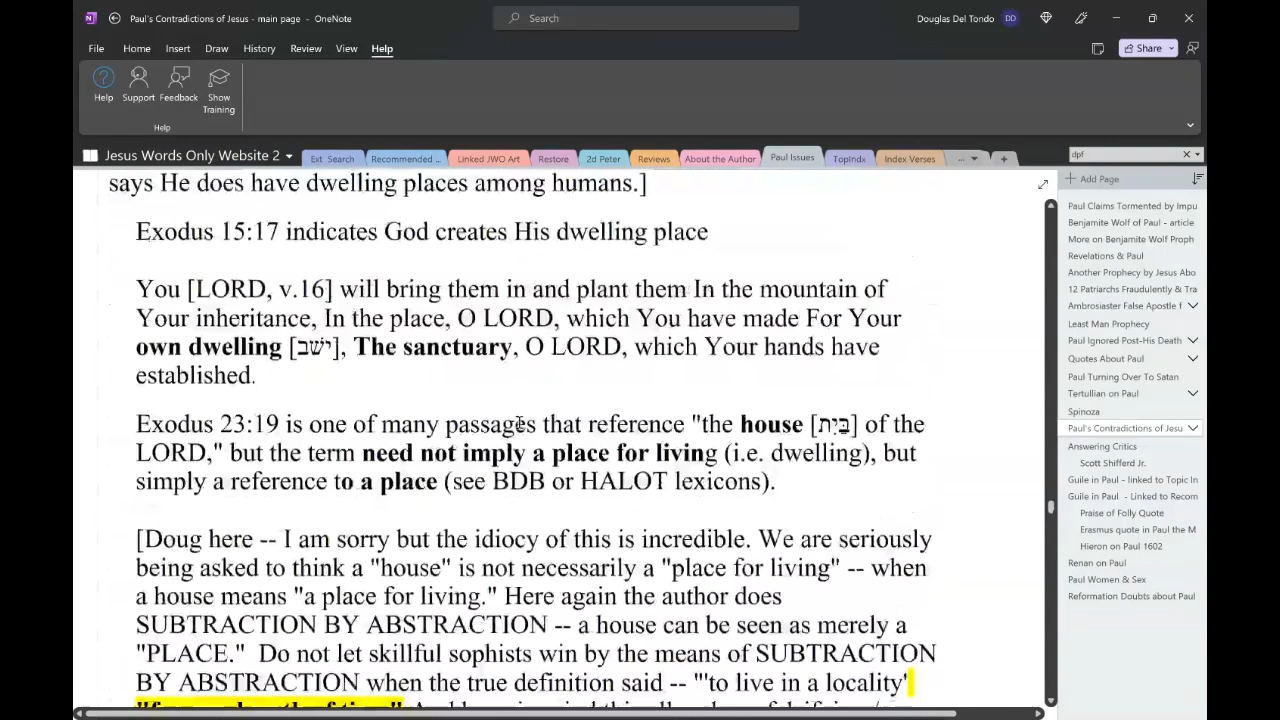 Paul's Contradictions of Jesus - main page - OneNote
Search
Douglas Del Tondo
DD
File
Home
Insert
Draw
History
Review
View
Help
Share
Help
Support
Feedback
Show
Training
Help
Jesus Words Only Website 2
Ext Search
Recommended ...
Linked JWO Art
Restore
2d Peter
Reviews
About the Author
Paul Issues
TopIndx
Index Verses
...
dpf
Add Page
says He does have dwelling places among humans.]
Exodus 15:17 indicates God creates His dwelling place
You [LORD, v.16] will bring them in and plant them In the mountain of
Your inheritance, In the place, O LORD, which You have made For Your
own dwelling [ישׁב], The sanctuary, O LORD, which Your hands have
established.
Exodus 23:19 is one of many passages that reference "the house [בַּיִת] of the
LORD," but the term need not imply a place for living (i.e. dwelling), but
simply a reference to a place (see BDB or HALOT lexicons).
[Doug here -- I am sorry but the idiocy of this is incredible. We are seriously
being asked to think a "house" is not necessarily a "place for living" -- when
a house means "a place for living." Here again the author does
SUBTRACTION BY ABSTRACTION -- a house can be seen as merely a
"PLACE." Do not let skillful sophists win by the means of SUBTRACTION
BY ABSTRACTION when the true definition said -- "'to live in a locality'
Paul Claims Tormented by Impu
Benjamite Wolf of Paul - article
More on Benjamite Wolf Proph
Revelations & Paul
Another Prophecy by Jesus Abo
12 Patriarchs Fraudulently & Tra
Ambrosiaster False Apostle f
Least Man Prophecy
Paul Ignored Post-His Death
Quotes About Paul
Paul Turning Over To Satan
Tertullian on Paul
Spinoza
Paul's Contradictions of Jesu
Answering Critics
Scott Shifferd Jr.
Guile in Paul - linked to Topic In
Guile in Paul - Linked to Recom
Praise of Folly Quote
Erasmus quote in Paul the M
Hieron on Paul 1602
Renan on Paul
Paul Women & Sex
Reformation Doubts about Paul